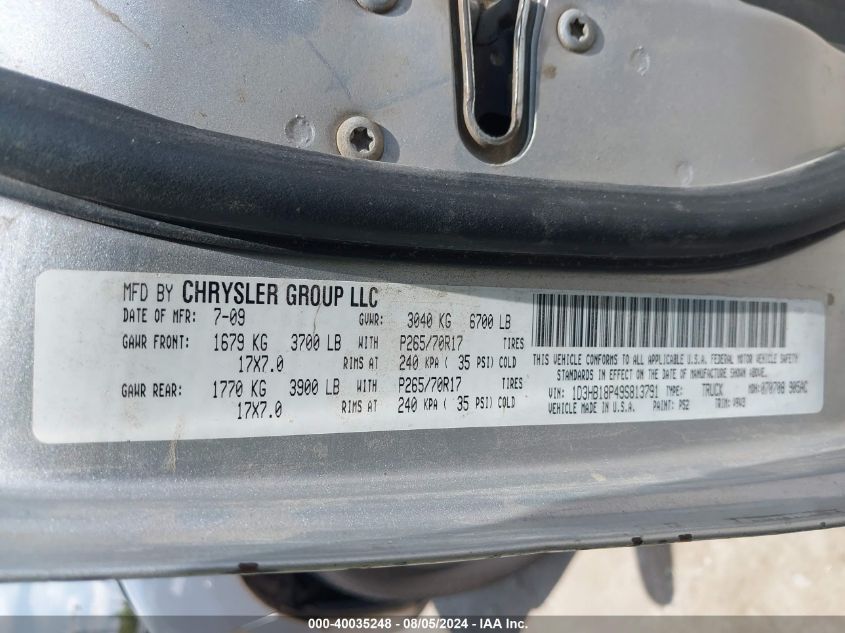 MFD BY CHRYSLER GROUP LLC
DATE OF MFR: 7-09 GVWR: 3040 KG 6700 LB
GAWR FRONT: 1679 KG 3700 LB WITH P265/70R17 TIRES
17X7.0 RIMS AT 240 KPA ( 35 PSI) COLD
GAWR REAR: 1770 KG 3900 LB WITH P265/70R17 TIRES
17X7.0 RIMS AT 240 KPA ( 35 PSI) COLD
THIS VEHICLE CONFORMS TO ALL APPLICABLE U.S.A. FEDERAL MOTOR VEHICLE SAFETY
STANDARDS IN EFFECT ON THE DATE OF MANUFACTURE SHOWN ABOVE.
VIN: 1D3HB18P49S813791 TYPE: TRUCK MDH: 070708 905AC
VEHICLE MADE IN U.S.A. PAINT: PS2 TRIM:
000-40035248 - 08/05/2024 - IAA Inc.